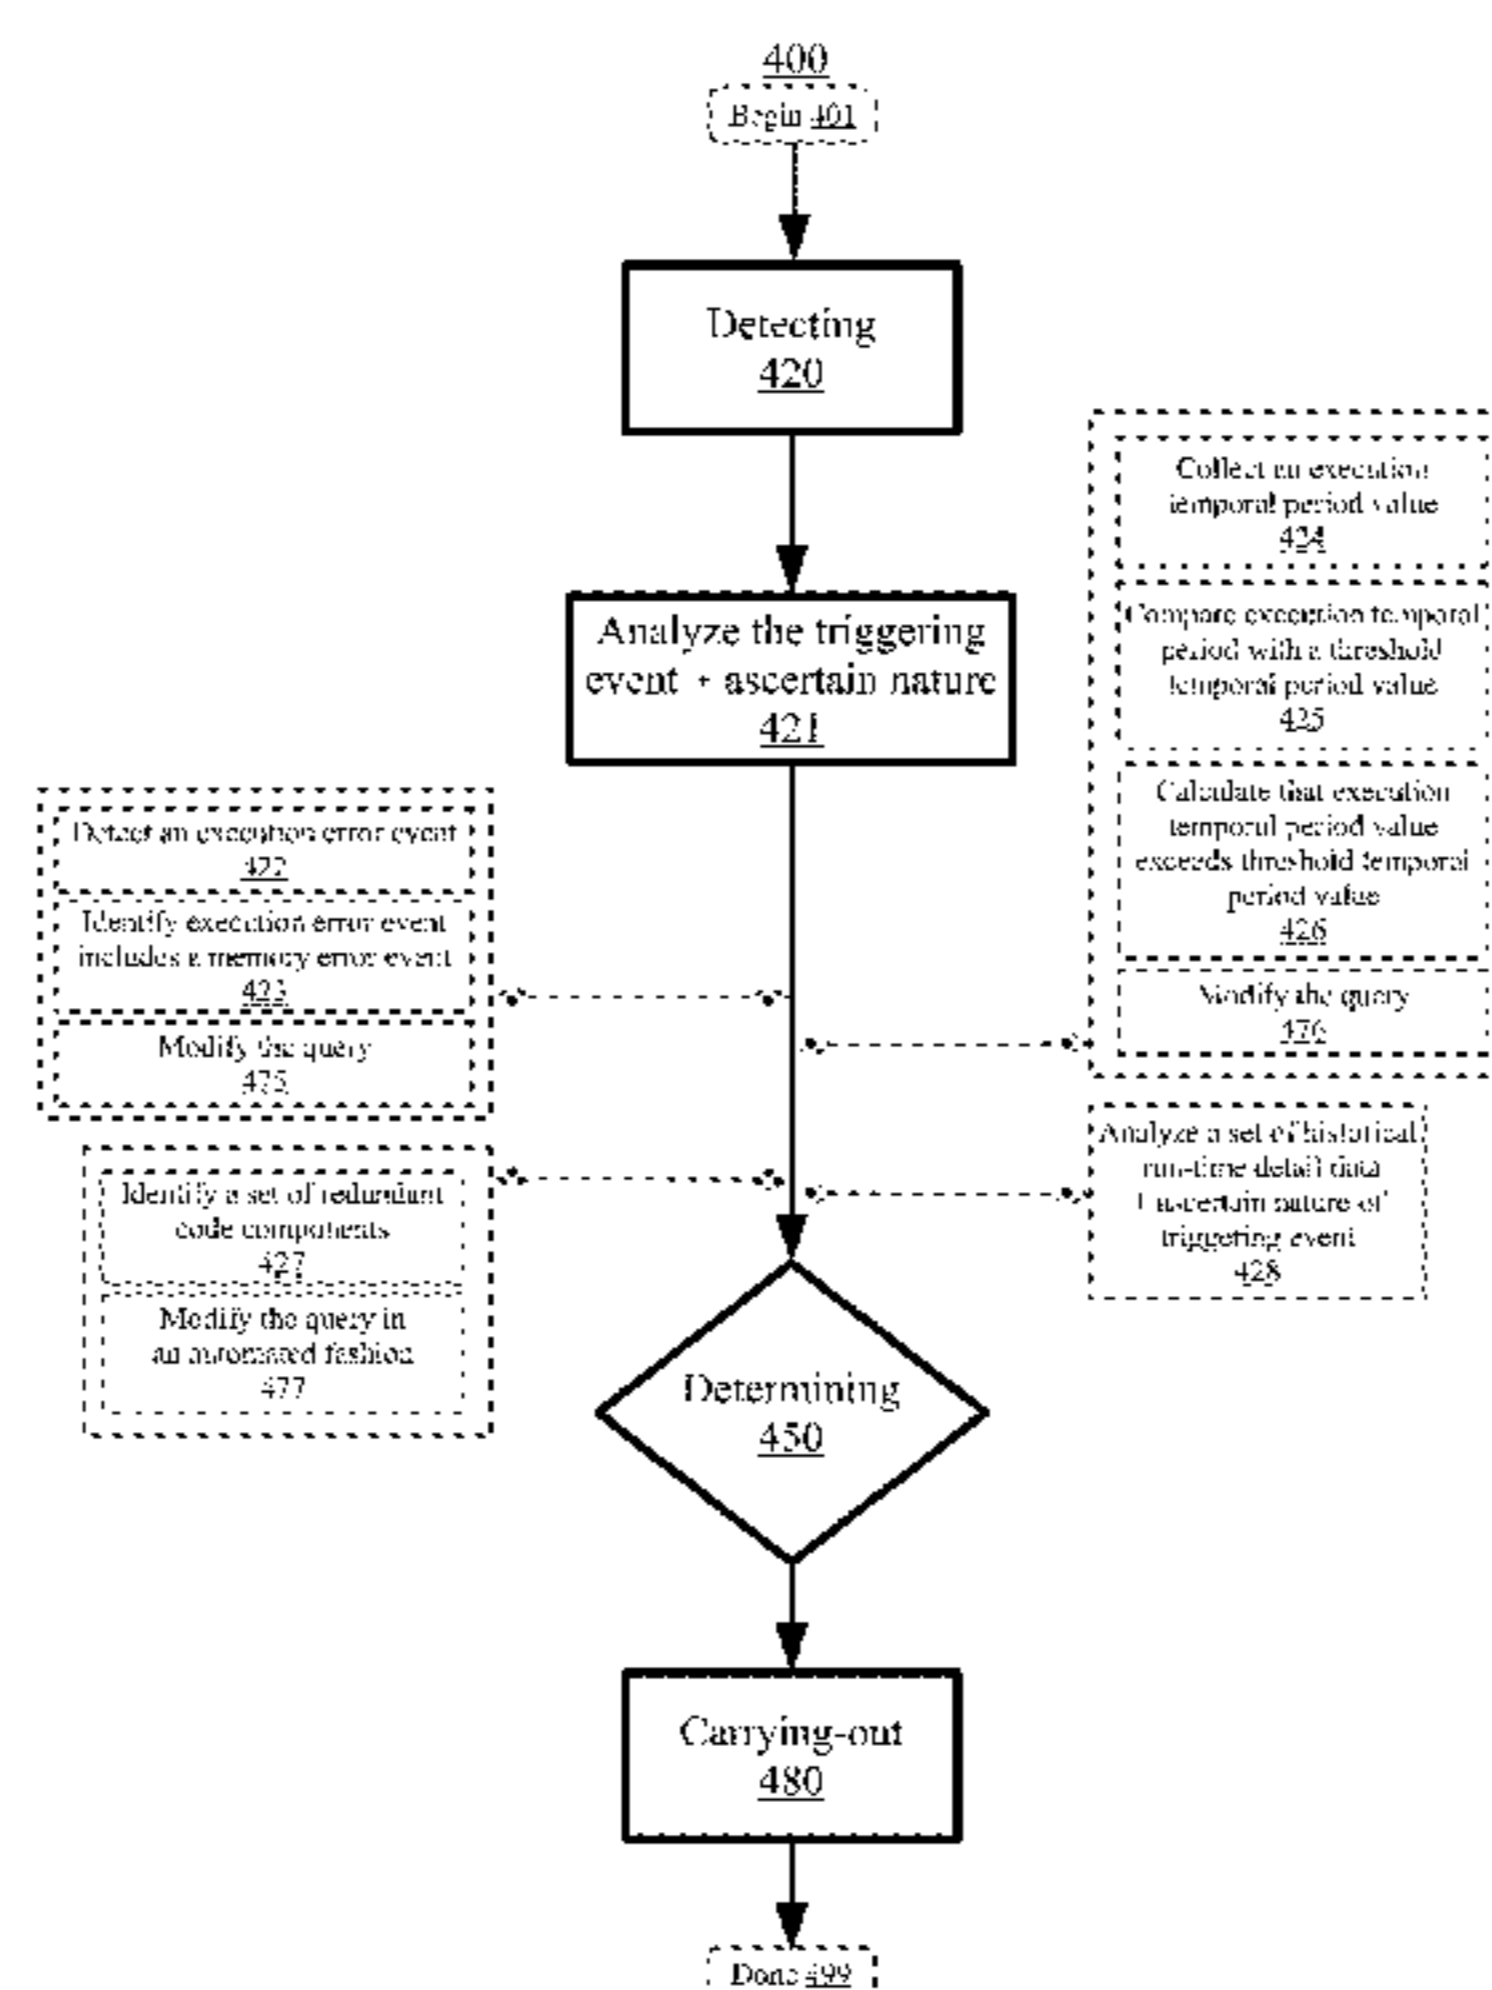 400
Begin 401
Detecting
420
Analyze the triggering
event + ascertain nature
421
Collect an execution
temporal period value
424
Compare execution temporal
period with a threshold
temporal period value
425
Calculate that execution
temporal period value
exceeds threshold temporal
period value
426
Modify the query
476
Detect an execution error event
422
Identify execution error event
includes a memory error event
423
Modify the query
475
Identify a set of redundant
code components
427
Modify the query in
an automated fashion
477
Analyze a set of historical
run-time detail data
+ ascertain nature of
triggering event
428
Determining
450
Carrying-out
480
Done 499